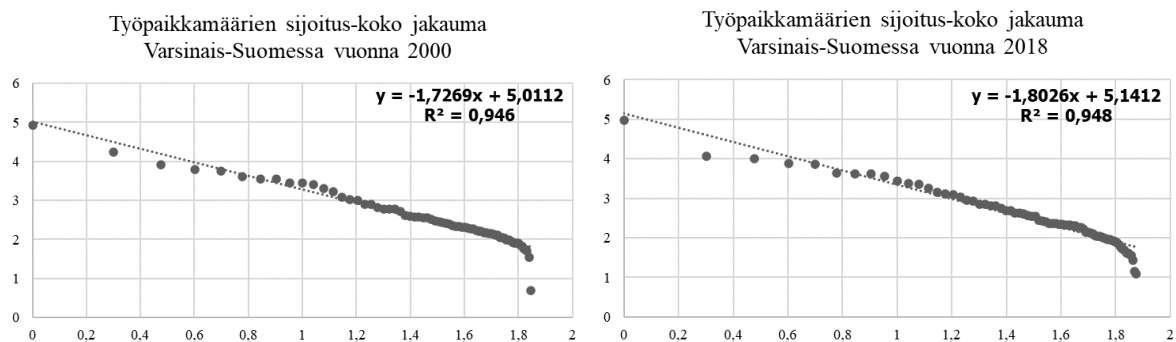 Työpaikkamäärien sijoitus-koko jakauma
Varsinais-Suomessa vuonna 2000
y = -1,7269x + 5,0112
R² = 0,946
6
5
4
3
2
1
0
0 0,2 0,4 0,6 0,8 1 1,2 1,4 1,6 1,8 2
Työpaikkamäärien sijoitus-koko jakauma
Varsinais-Suomessa vuonna 2018
y = -1,8026x + 5,1412
R² = 0,948
6
5
4
3
2
1
0
0 0,2 0,4 0,6 0,8 1 1,2 1,4 1,6 1,8 2